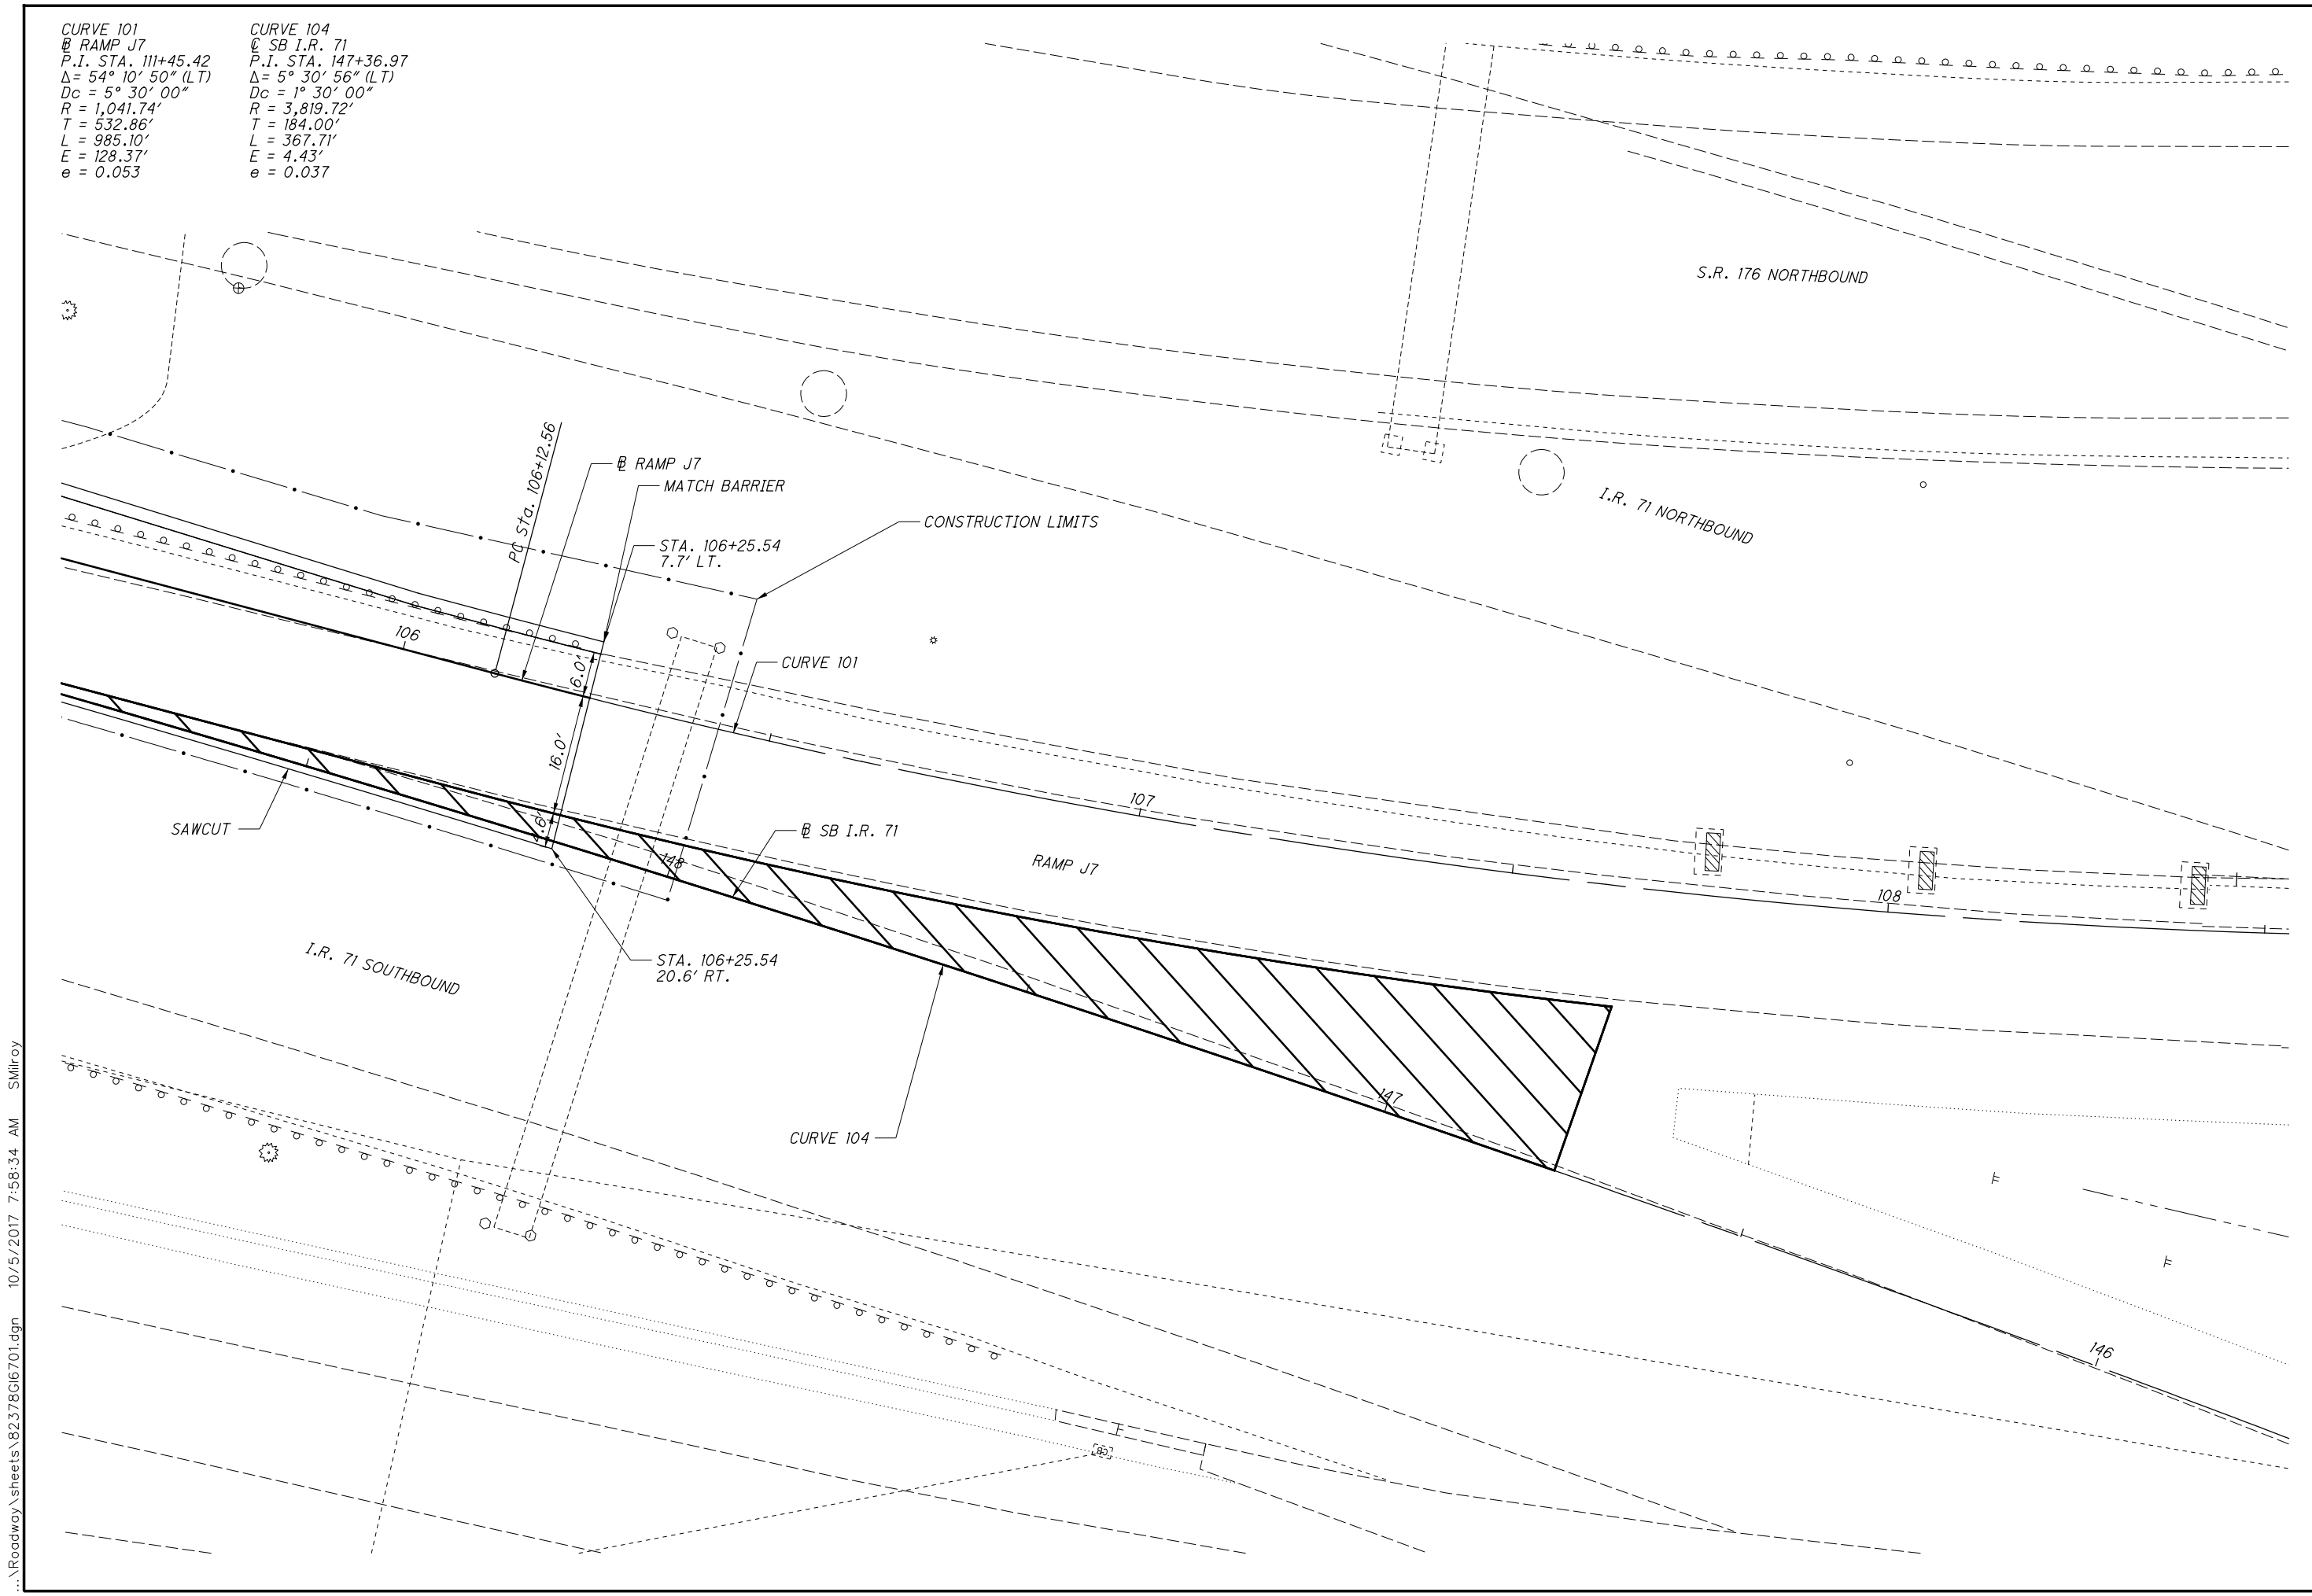 CURVE 101
℄ RAMP J7
P.I. STA. 111+45.42
Δ= 54° 10' 50" (LT)
Dc = 5° 30' 00"
R = 1,041.74'
T = 532.86'
L = 985.10'
E = 128.37'
e = 0.053
CURVE 104
℄ SB I.R. 71
P.I. STA. 147+36.97
Δ= 5° 30' 56" (LT)
Dc = 1° 30' 00"
R = 3,819.72'
T = 184.00'
L = 367.71'
E = 4.43'
e = 0.037
S.R. 176 NORTHBOUND
I.R. 71 NORTHBOUND
PC Sta. 106+12.56
BL RAMP J7
MATCH BARRIER
CONSTRUCTION LIMITS
STA. 106+25.54
7.7' LT.
106
6.0'
CURVE 101
16.0'
107
SAWCUT
148
BL SB I.R. 71
RAMP J7
108
I.R. 71 SOUTHBOUND
STA. 106+25.54
20.6' RT.
147
CURVE 104
146
CB
...\Roadway\sheets\82378GI6701.dgn 10/5/2017 7:58:34 AM SMilroy